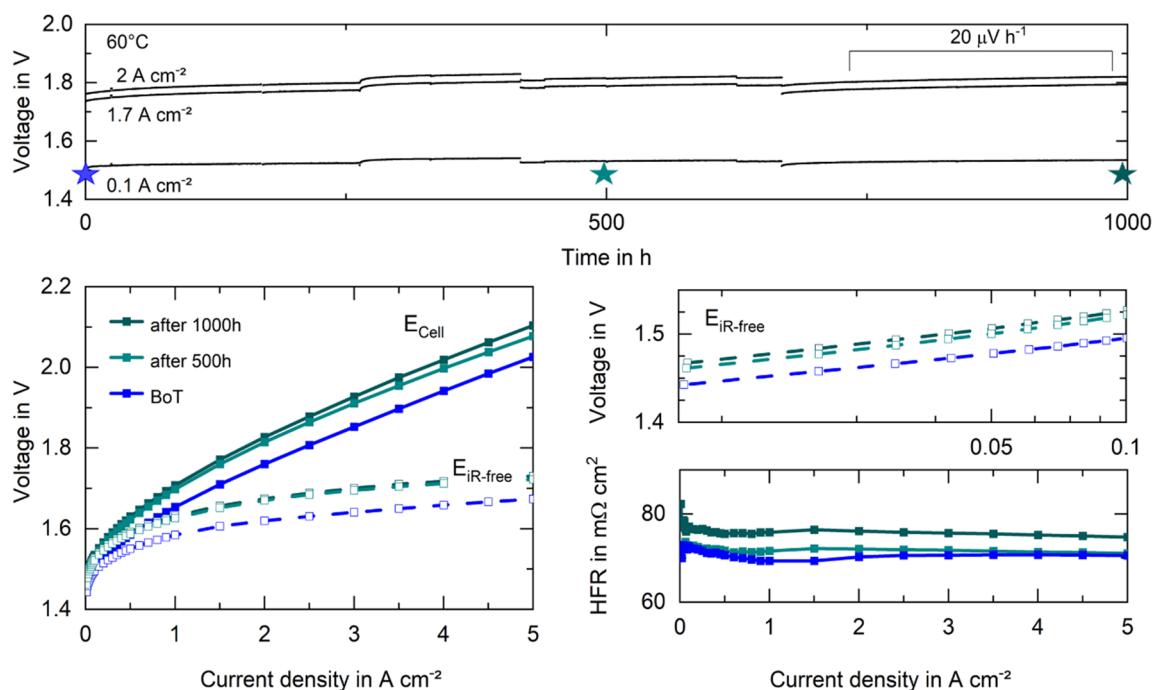 2.0
1.8
1.6
1.4
Voltage in V
60°C
2 A cm⁻²
1.7 A cm⁻²
0.1 A cm⁻²
20 μV h⁻¹
0
500
1000
Time in h
2.2
2.0
1.8
1.6
1.4
Voltage in V
after 1000h
after 500h
BoT
E_Cell
E_iR-free
0
1
2
3
4
5
Current density in A cm⁻²
1.5
1.4
Voltage in V
E_iR-free
0.05
0.1
80
60
HFR in mΩ cm²
0
1
2
3
4
5
Current density in A cm⁻²